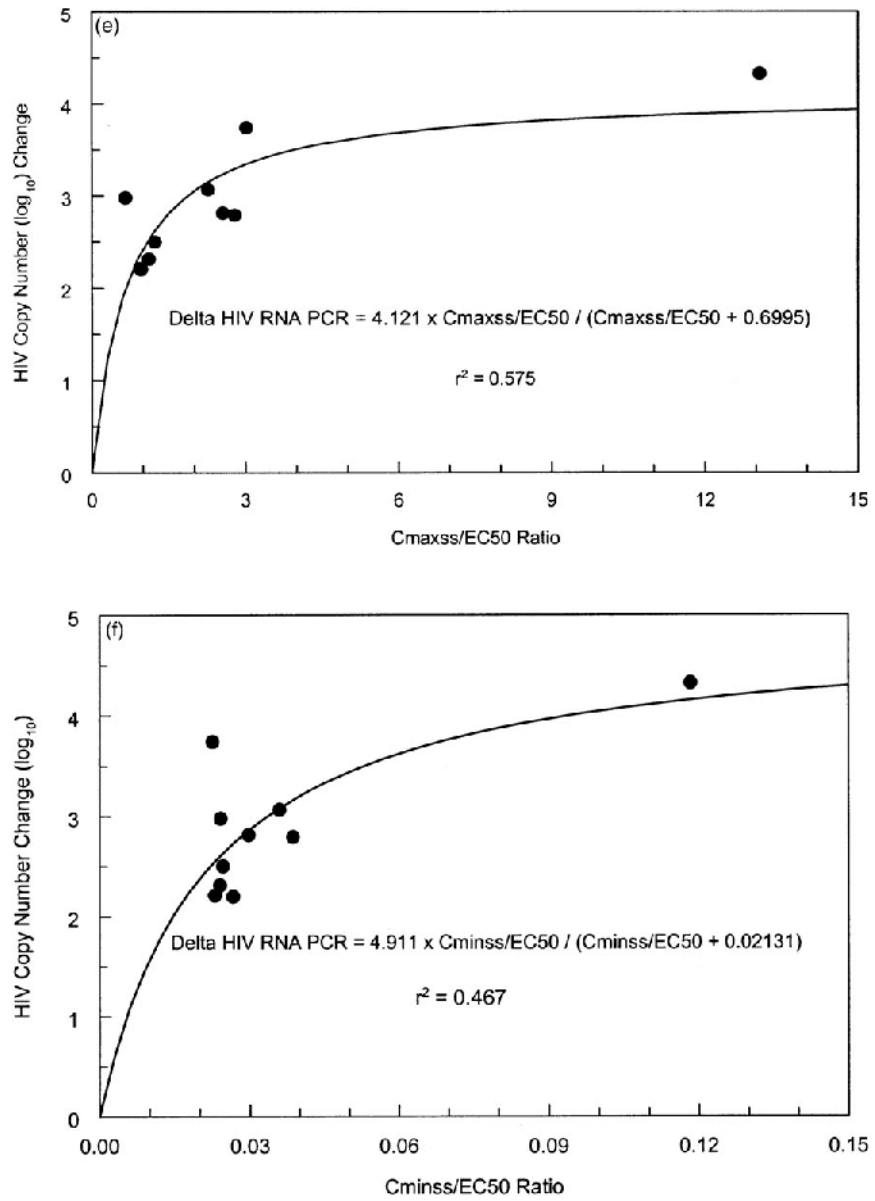 (e)
5
4
3
2
1
0
HIV Copy Number (log10) Change
Delta HIV RNA PCR = 4.121 x Cmaxss/EC50 / (Cmaxss/EC50 + 0.6995)
r² = 0.575
0 3 6 9 12 15
Cmaxss/EC50 Ratio
(f)
5
4
3
2
1
0
HIV Copy Number Change (log10)
Delta HIV RNA PCR = 4.911 x Cminss/EC50 / (Cminss/EC50 + 0.02131)
r² = 0.467
0.00 0.03 0.06 0.09 0.12 0.15
Cminss/EC50 Ratio